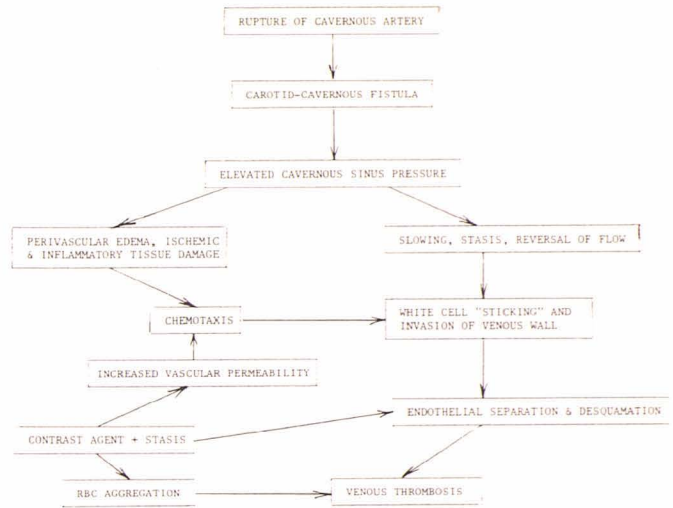 RUPTURE OF CAVERNOUS ARTERY
CAROTID-CAVERNOUS FISTULA
ELEVATED CAVERNOUS SINUS PRESSURE
PERIVASCULAR EDEMA, ISCHEMIC
& INFLAMMATORY TISSUE DAMAGE
SLOWING, STASIS, REVERSAL OF FLOW
CHEMOTAXIS
WHITE CELL "STICKING" AND
INVASION OF VENOUS WALL
INCREASED VASCULAR PERMEABILITY
ENDOTHELIAL SEPARATION & DESQUAMATION
CONTRAST AGENT + STASIS
RBC AGGREGATION
VENOUS THROMBOSIS